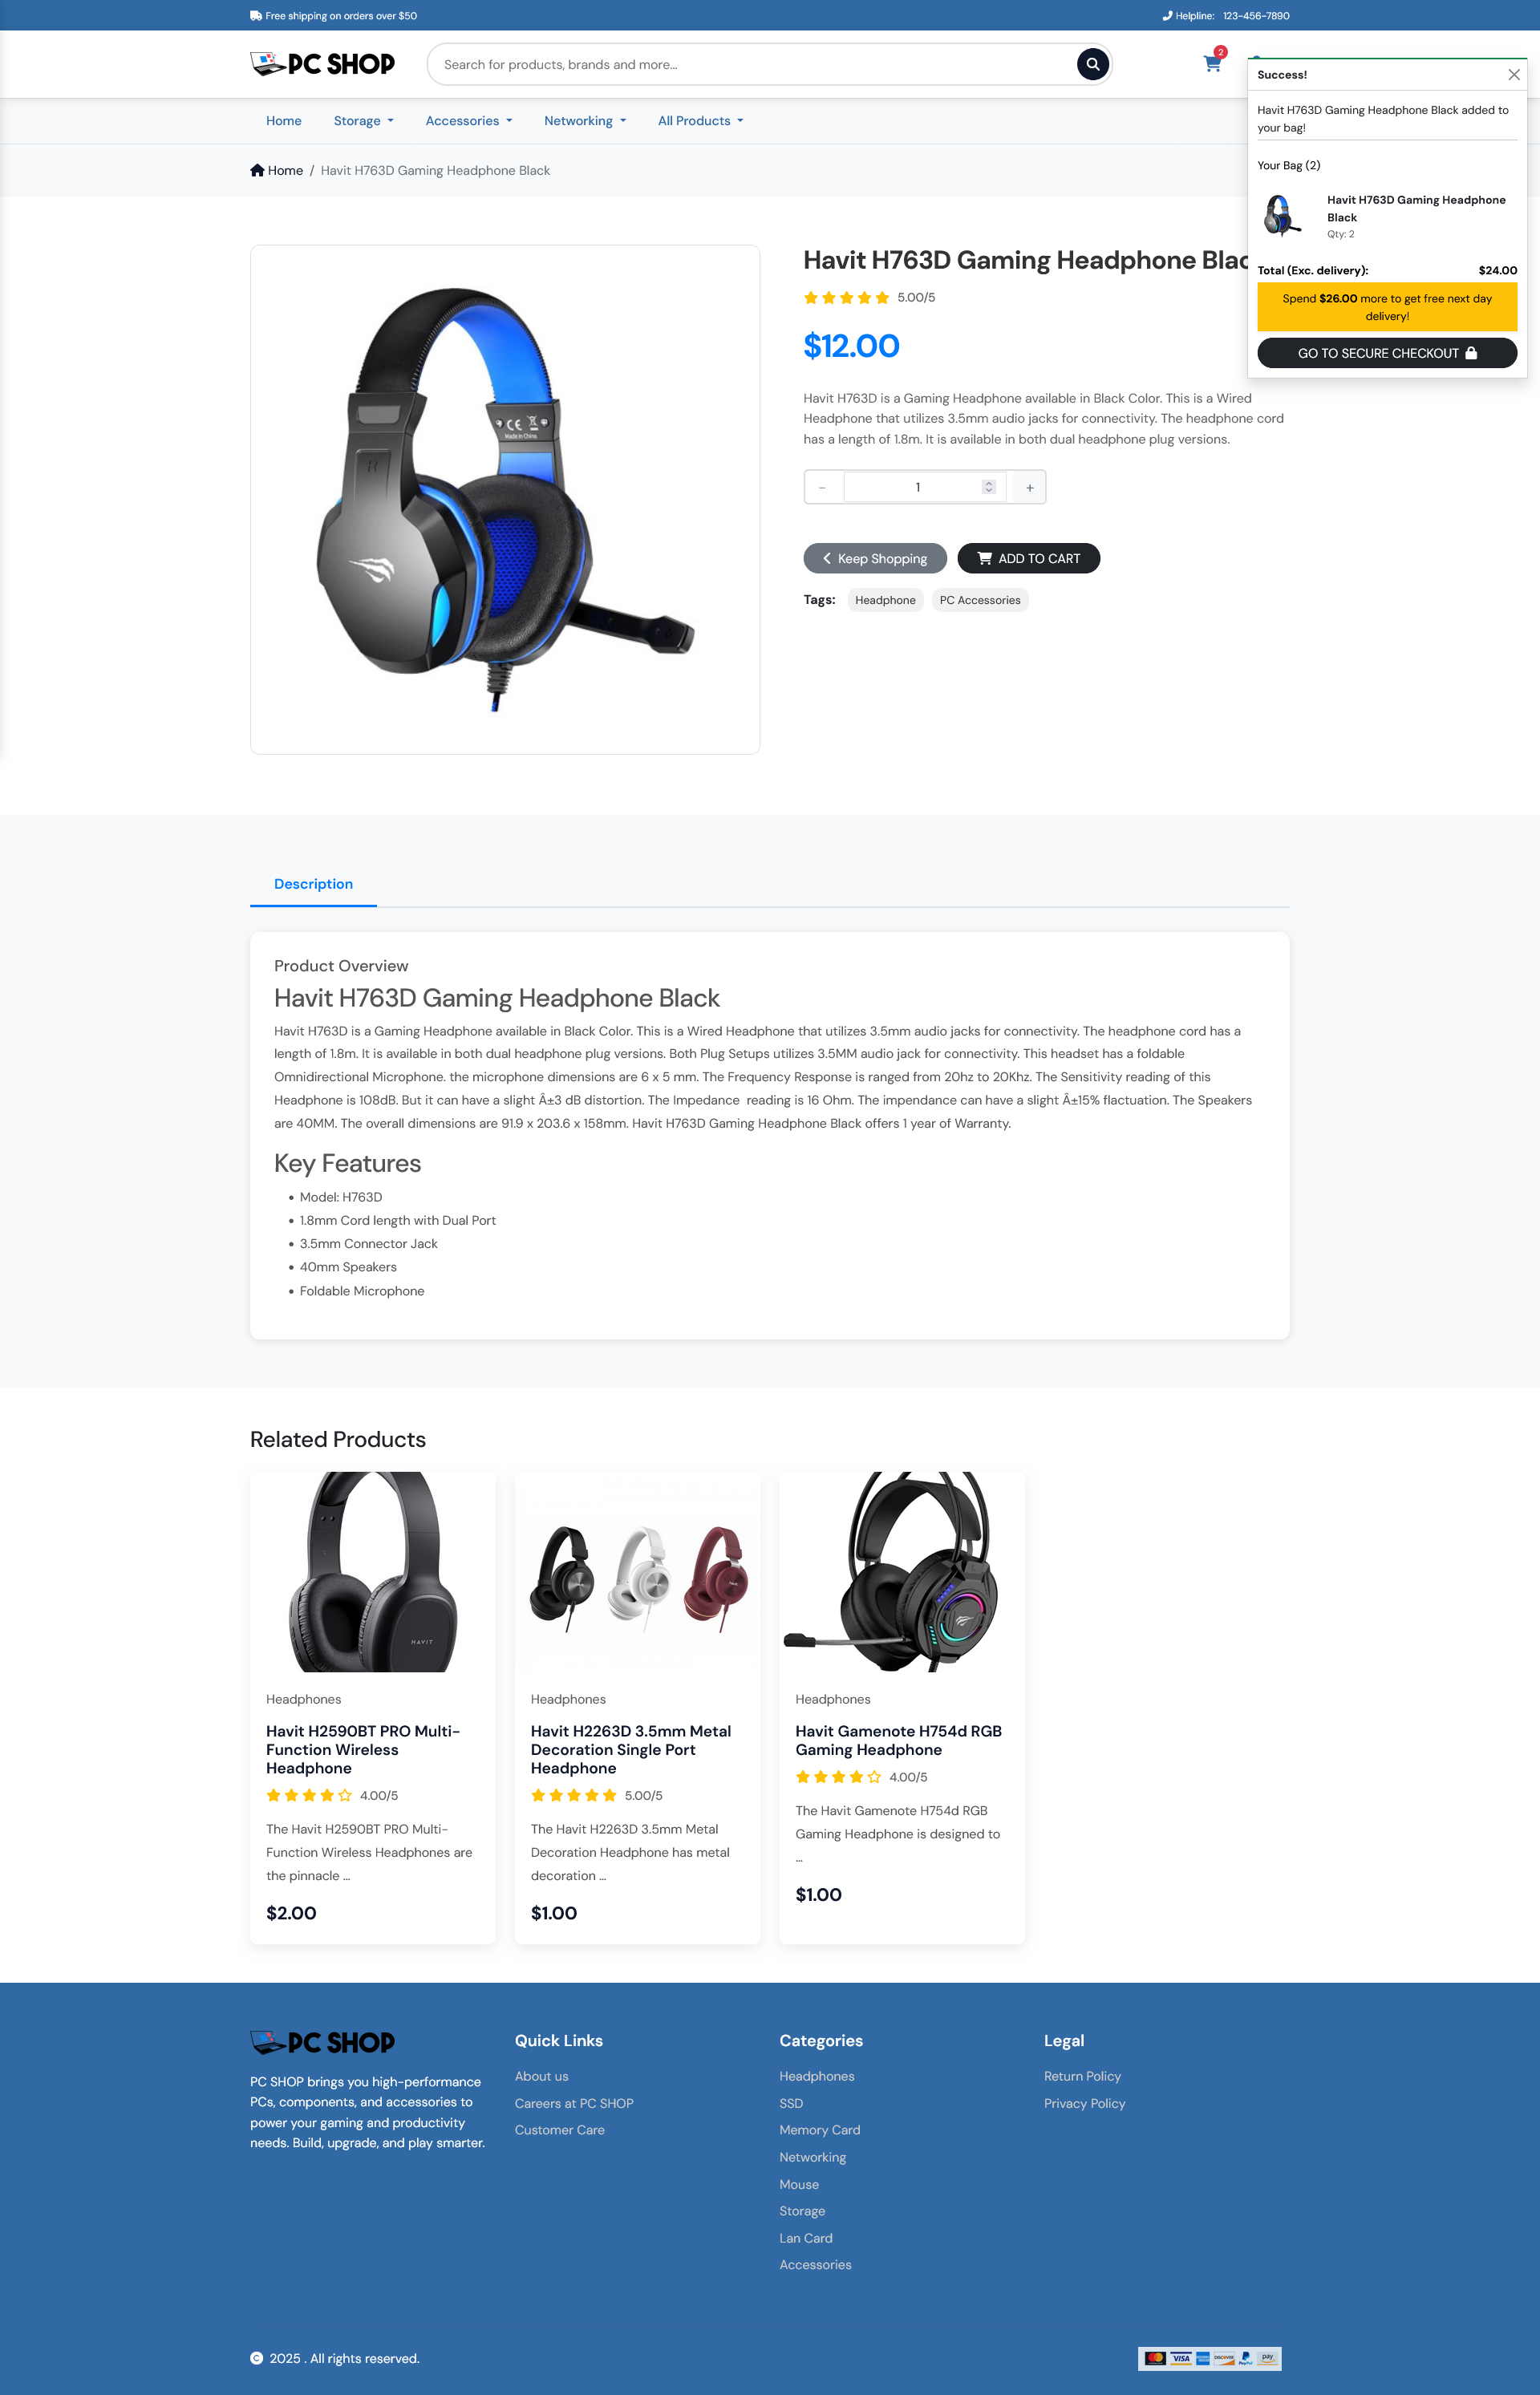 Free shipping on orders over $50
Helpline: 123-456-7890
PC SHOP
Search for products, brands and more...
2
Home
Storage
Accessories
Networking
All Products
Home / Havit H763D Gaming Headphone Black
Success!
Havit H763D Gaming Headphone Black added to
your bag!
Your Bag (2)
Havit H763D Gaming Headphone
Black
Qty: 2
Total (Exc. delivery): $24.00
Spend $26.00 more to get free next day
delivery!
GO TO SECURE CHECKOUT
R
Made in China
Havit H763D Gaming Headphone Blac
5.00/5
$12.00
Havit H763D is a Gaming Headphone available in Black Color. This is a Wired
Headphone that utilizes 3.5mm audio jacks for connectivity. The headphone cord
has a length of 1.8m. It is available in both dual headphone plug versions.
- 1 +
Keep Shopping
ADD TO CART
Tags: Headphone PC Accessories
Description
Product Overview
Havit H763D Gaming Headphone Black
Havit H763D is a Gaming Headphone available in Black Color. This is a Wired Headphone that utilizes 3.5mm audio jacks for connectivity. The headphone cord has a
length of 1.8m. It is available in both dual headphone plug versions. Both Plug Setups utilizes 3.5MM audio jack for connectivity. This headset has a foldable
Omnidirectional Microphone. the microphone dimensions are 6 x 5 mm. The Frequency Response is ranged from 20hz to 20Khz. The Sensitivity reading of this
Headphone is 108dB. But it can have a slight Â±3 dB distortion. The Impedance  reading is 16 Ohm. The impendance can have a slight Â±15% flactuation. The Speakers
are 40MM. The overall dimensions are 91.9 x 203.6 x 158mm. Havit H763D Gaming Headphone Black offers 1 year of Warranty.
Key Features
• Model: H763D
• 1.8mm Cord length with Dual Port
• 3.5mm Connector Jack
• 40mm Speakers
• Foldable Microphone
Related Products
HAVIT
Headphones
Havit H2590BT PRO Multi-
Function Wireless
Headphone
4.00/5
The Havit H2590BT PRO Multi-
Function Wireless Headphones are
the pinnacle ...
$2.00
Headphones
Havit H2263D 3.5mm Metal
Decoration Single Port
Headphone
5.00/5
The Havit H2263D 3.5mm Metal
Decoration Headphone has metal
decoration ...
$1.00
Headphones
Havit Gamenote H754d RGB
Gaming Headphone
4.00/5
The Havit Gamenote H754d RGB
Gaming Headphone is designed to
...
$1.00
PC SHOP
PC SHOP brings you high-performance
PCs, components, and accessories to
power your gaming and productivity
needs. Build, upgrade, and play smarter.
Quick Links
About us
Careers at PC SHOP
Customer Care
Categories
Headphones
SSD
Memory Card
Networking
Mouse
Storage
Lan Card
Accessories
Legal
Return Policy
Privacy Policy
2025 . All rights reserved.
VISA DISCOVER PayPal pay